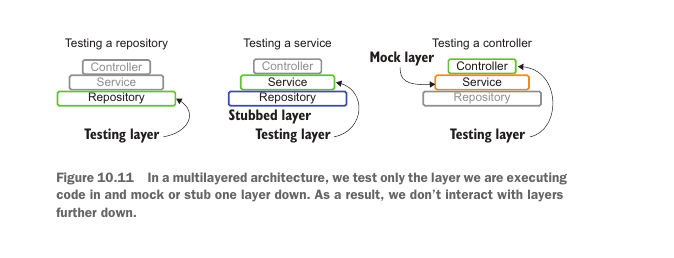 Testing a repository
Controller
Service
Repository
Testing layer
Testing a service
Controller
Service
Repository
Stubbed layer
Testing layer
Testing a controller
Mock layer
Controller
Service
Repository
Testing layer
Figure 10.11 In a multilayered architecture, we test only the layer we are executing
code in and mock or stub one layer down. As a result, we don't interact with layers
further down.